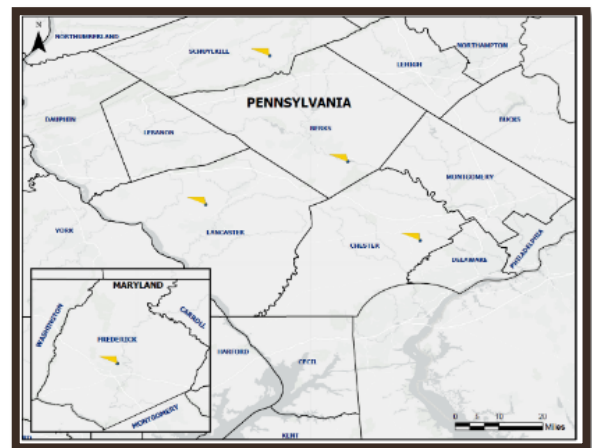 N
NORTHUMBERLAND
SCHUYLKILL
NORTHAMPTON
LEHIGH
PENNSYLVANIA
DAUPHIN
LEBANON
BERKS
BUCKS
MONTGOMERY
YORK
LANCASTER
CHESTER
DELAWARE
PHILADELPHIA
MARYLAND
WASHINGTON
CARROLL
FREDERICK
MONTGOMERY
HARFORD
CECIL
KENT
0 5 10 20
Miles